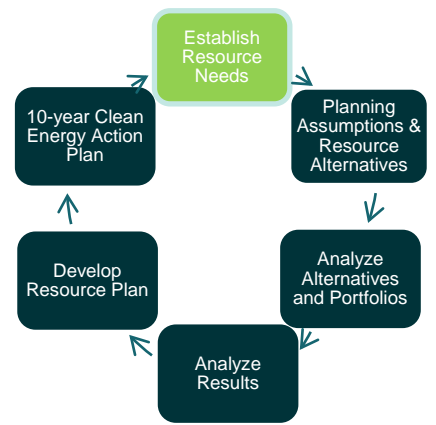 Establish
Resource
Needs
Planning
Assumptions &
Resource
Alternatives
Analyze
Alternatives
and Portfolios
Analyze
Results
Develop
Resource Plan
10-year Clean
Energy Action
Plan